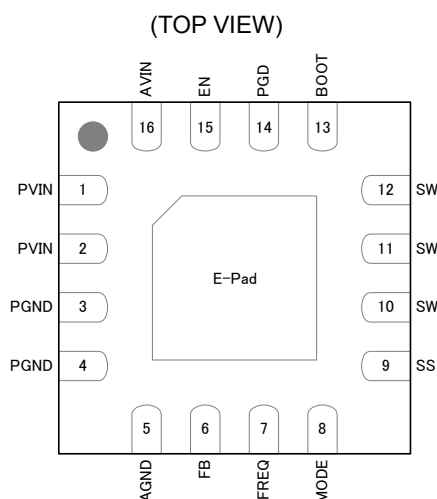 (TOP VIEW)
AVIN EN PGD BOOT
16 15 14 13
PVIN 1 12 SW
PVIN 2 11 SW
E-Pad
PGND 3 10 SW
PGND 4 9 SS
5 6 7 8
AGND FB FREQ MODE